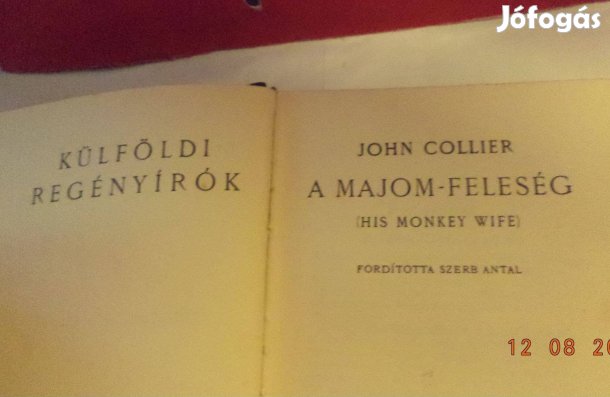 Jófogás
KÜLFÖLDI
REGÉNYÍRÓK
JOHN COLLIER
A MAJOM-FELESÉG
(HIS MONKEY WIFE)
FORDÍTOTTA SZERB ANTAL
12 08 20